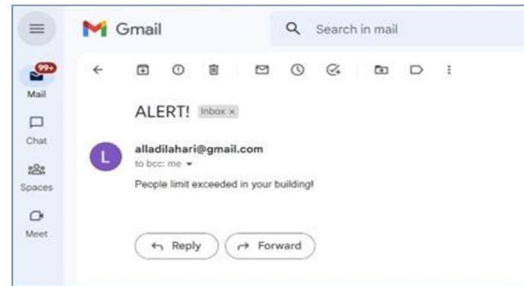 Gmail
Search in mail
99+
Mail
Chat
Spaces
Meet
ALERT! Inbox x
L
alladilahari@gmail.com
to bcc: me
People limit exceeded in your building!
Reply
Forward